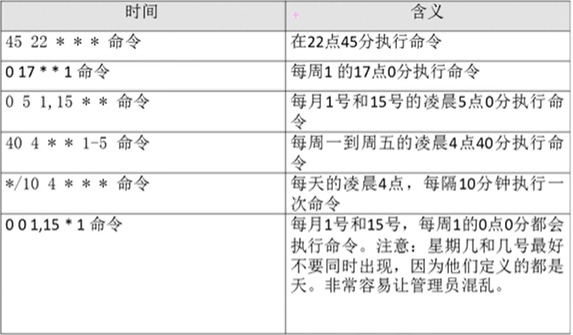 时间 含义
45 22 * * * 命令 在22点45分执行命令
0 17 * * 1 命令 每周1 的17点0分执行命令
0 5 1,15 * * 命令 每月1号和15号的凌晨5点0分执行命
令
40 4 * * 1-5 命令 每周一到周五的凌晨4点40分执行命
令
*/10 4 * * * 命令 每天的凌晨4点，每隔10分钟执行一
次命令
0 0 1,15 * 1 命令 每月1号和15号，每周1的0点0分都会
执行命令。注意：星期几和几号最好
不要同时出现，因为他们定义的都是
天。非常容易让管理员混乱。